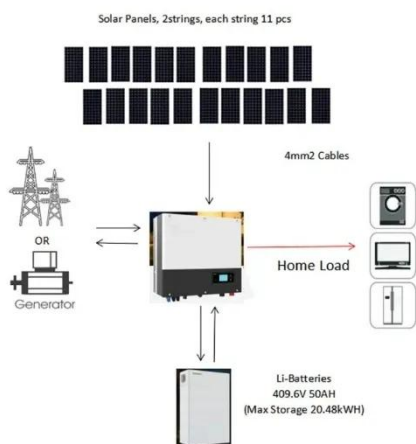 Solar Panels, 2strings, each string 11 pcs
4mm2 Cables
OR
Generator
Home Load
Li-Batteries
409.6V 50AH
(Max Storage 20.48kWH)